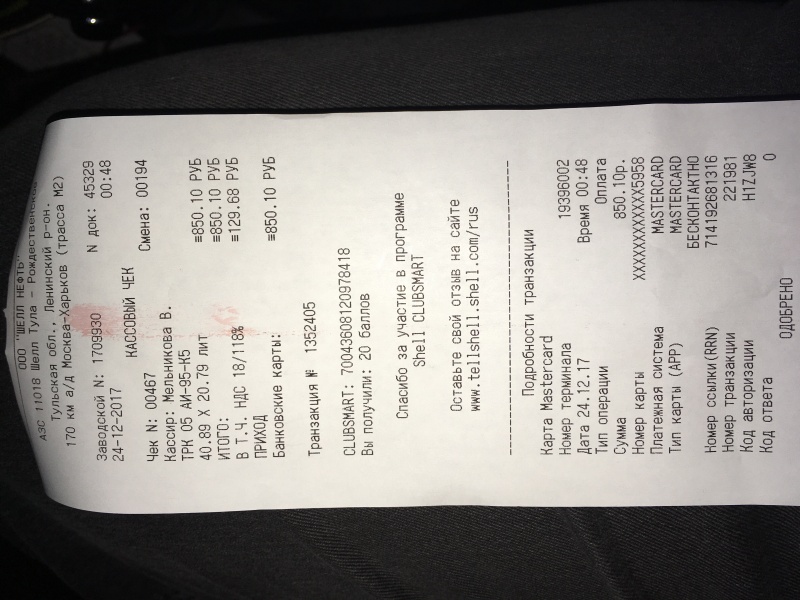 ООО "ШЕЛЛ НЕФТЬ"
АЗС 11018 Шелл Тула - Рождественский
Тульская обл., Ленинский р-он.
170 км а/д Москва-Харьков (трасса М2)
Заводской N: 1709930 N док: 45329
24-12-2017 00:48
КАССОВЫЙ ЧЕК
Чек N: 00467 Смена: 00194
Кассир: Мельникова В.
ТРК 05 АИ-95-К5 ≡850.10 РУБ
40.89 X 20.79 ЛИТ
ИТОГО: ≡850.10 РУБ
В Т.Ч. НДС 18/118% ≡129.68 РУБ
ПРИХОД
Банковские карты: ≡850.10 РУБ
Транзакция № 1352405
CLUBSMART: 70043608120978418
Вы получили: 20 баллов
Спасибо за участие в программе
Shell CLUBSMART
Оставьте свой отзыв на сайте
www.tellshell.shell.com/rus
--------------------------------
Подробности транзакции
Карта Mastercard
Номер терминала 19396002
Дата 24.12.17 Время 00:48
Тип операции Оплата
Сумма 850.10р.
Номер карты XXXXXXXXXXXX5958
Платежная система MASTERCARD
Тип карты (APP) MASTERCARD
БЕСКОНТАКТНО
Номер ссылки(RRN) 714192681316
Номер транзакции 221981
Код авторизации H1ZJW8
Код ответа 0
ОДОБРЕНО